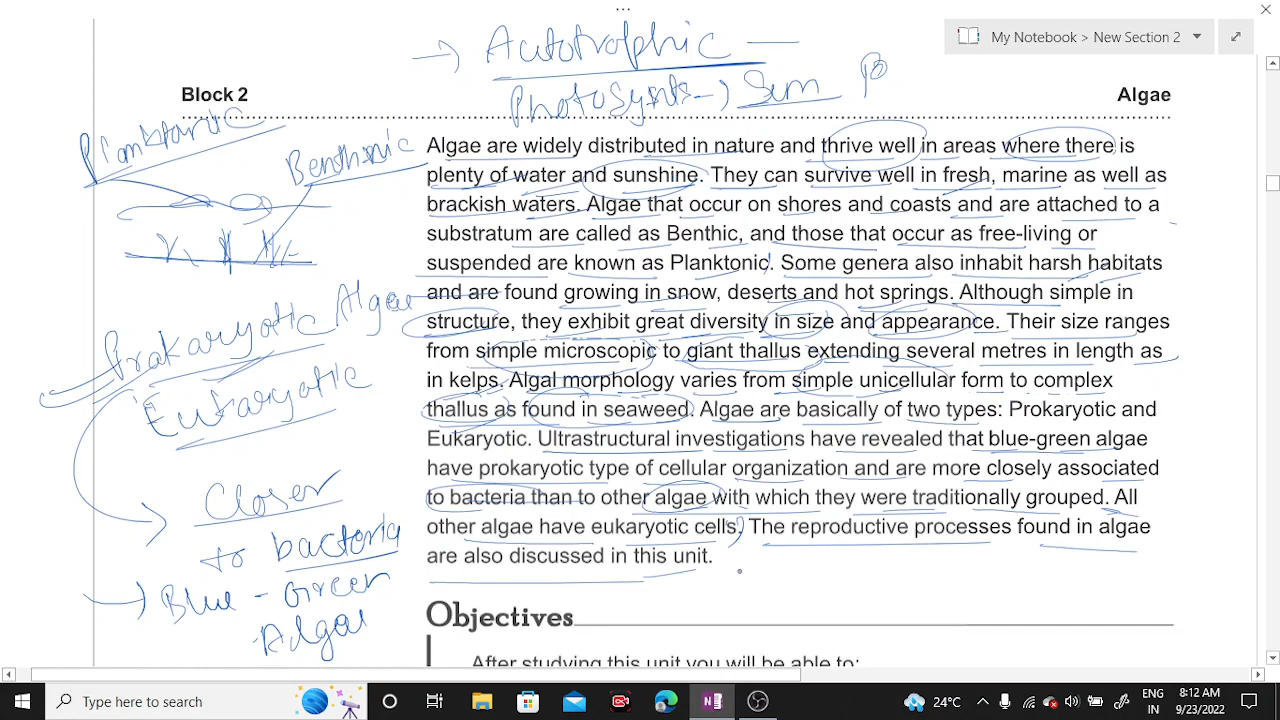 ...
My Notebook > New Section 2
→ Autotrophic —
Photosynts → Sun
Block 2
Algae
Planktonic
Benthnic
Algae are widely distributed in nature and thrive well in areas where there is
plenty of water and sunshine. They can survive well in fresh, marine as well as
brackish waters. Algae that occur on shores and coasts and are attached to a
substratum are called as Benthic, and those that occur as free-living or
suspended are known as Planktonic. Some genera also inhabit harsh habitats
and are found growing in snow, deserts and hot springs. Although simple in
structure, they exhibit great diversity in size and appearance. Their size ranges
from simple microscopic to giant thallus extending several metres in length as
in kelps. Algal morphology varies from simple unicellular form to complex
thallus as found in seaweed. Algae are basically of two types: Prokaryotic and
Eukaryotic. Ultrastructural investigations have revealed that blue-green algae
have prokaryotic type of cellular organization and are more closely associated
to bacteria than to other algae with which they were traditionally grouped. All
other algae have eukaryotic cells. The reproductive processes found in algae
are also discussed in this unit.
Prokaryotic Algae
Eukaryotic
Closer
to bacteria
→ Blue - Green
Algae
Objectives
After studying this unit you will be able to:
Type here to search
24°C
ENG
IN
8:12 AM
9/23/2022